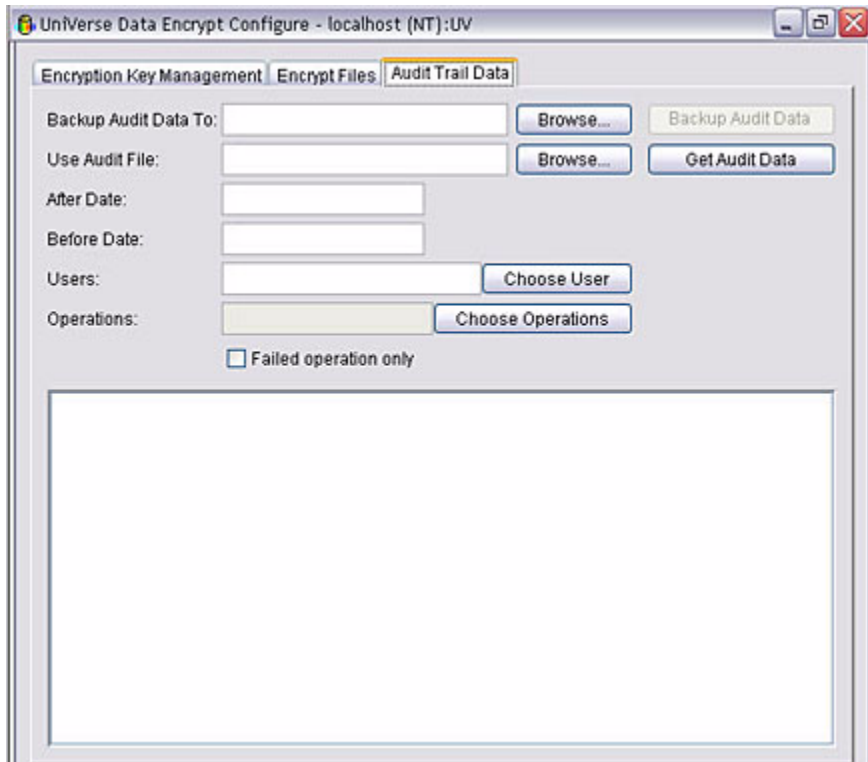 UniVerse Data Encrypt Configure - localhost (NT):UV
Encryption Key Management Encrypt Files Audit Trail Data
Backup Audit Data To: Browse... Backup Audit Data
Use Audit File: Browse... Get Audit Data
After Date:
Before Date:
Users: Choose User
Operations: Choose Operations
Failed operation only